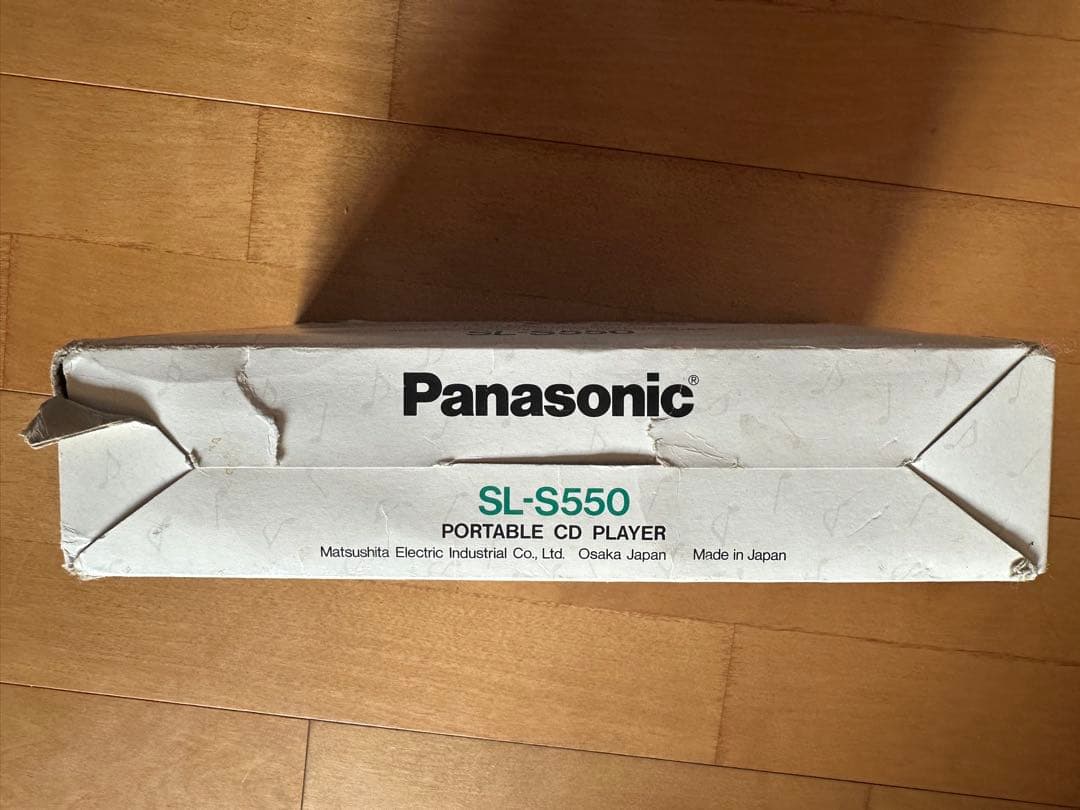 SL-S550
Panasonic®
SL-S550
PORTABLE CD PLAYER
Matsushita Electric Industrial Co., Ltd. Osaka Japan Made in Japan